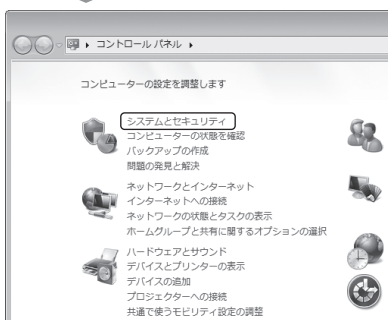 コントロール パネル
コンピューターの設定を調整します
システムとセキュリティ
コンピューターの状態を確認
バックアップの作成
問題の発見と解決
ネットワークとインターネット
インターネットへの接続
ネットワークの状態とタスクの表示
ホームグループと共有に関するオプションの選択
ハードウェアとサウンド
デバイスとプリンターの表示
デバイスの追加
プロジェクターへの接続
共通で使うモビリティ設定の調整